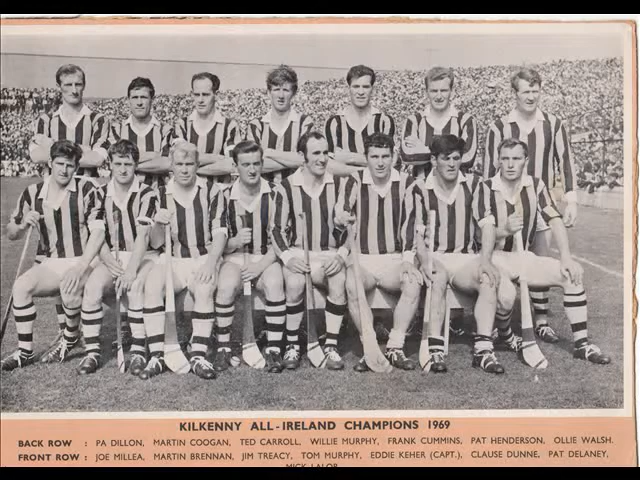 KILKENNY ALL-IRELAND CHAMPIONS 1969
BACK ROW : PA DILLON, MARTIN COOGAN, TED CARROLL, WILLIE MURPHY, FRANK CUMMINS, PAT HENDERSON, OLLIE WALSH.
FRONT ROW : JOE MILLEA, MARTIN BRENNAN, JIM TREACY, TOM MURPHY, EDDIE KEHER (CAPT.), CLAUSE DUNNE, PAT DELANEY,
MICK LALOR